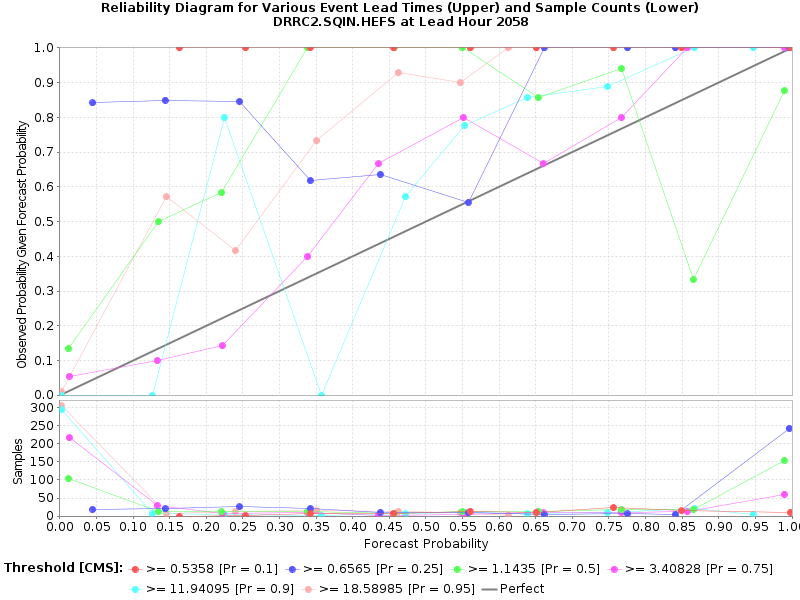 Reliability Diagram for Various Event Lead Times (Upper) and Sample Counts (Lower)
DRRC2.SQIN.HEFS at Lead Hour 2058
Observed Probability Given Forecast Probability
1.0
0.9
0.8
0.7
0.6
0.5
0.4
0.3
0.2
0.1
0.0
Samples
300
250
200
150
100
50
0
0.00 0.05 0.10 0.15 0.20 0.25 0.30 0.35 0.40 0.45 0.50 0.55 0.60 0.65 0.70 0.75 0.80 0.85 0.90 0.95 1.0
Forecast Probability
Threshold [CMS]: >= 0.5358 [Pr = 0.1] >= 0.6565 [Pr = 0.25] >= 1.1435 [Pr = 0.5] >= 3.40828 [Pr = 0.75]
>= 11.94095 [Pr = 0.9] >= 18.58985 [Pr = 0.95] Perfect